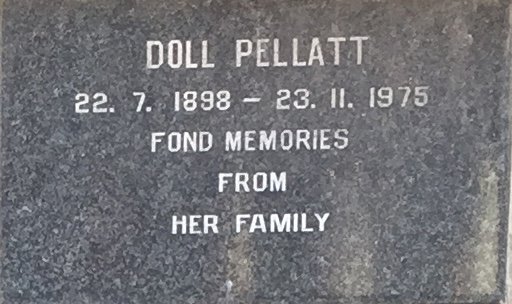 DOLL PELLATT
22. 7. 1898 – 23. 11. 1975
FOND MEMORIES
FROM
HER FAMILY